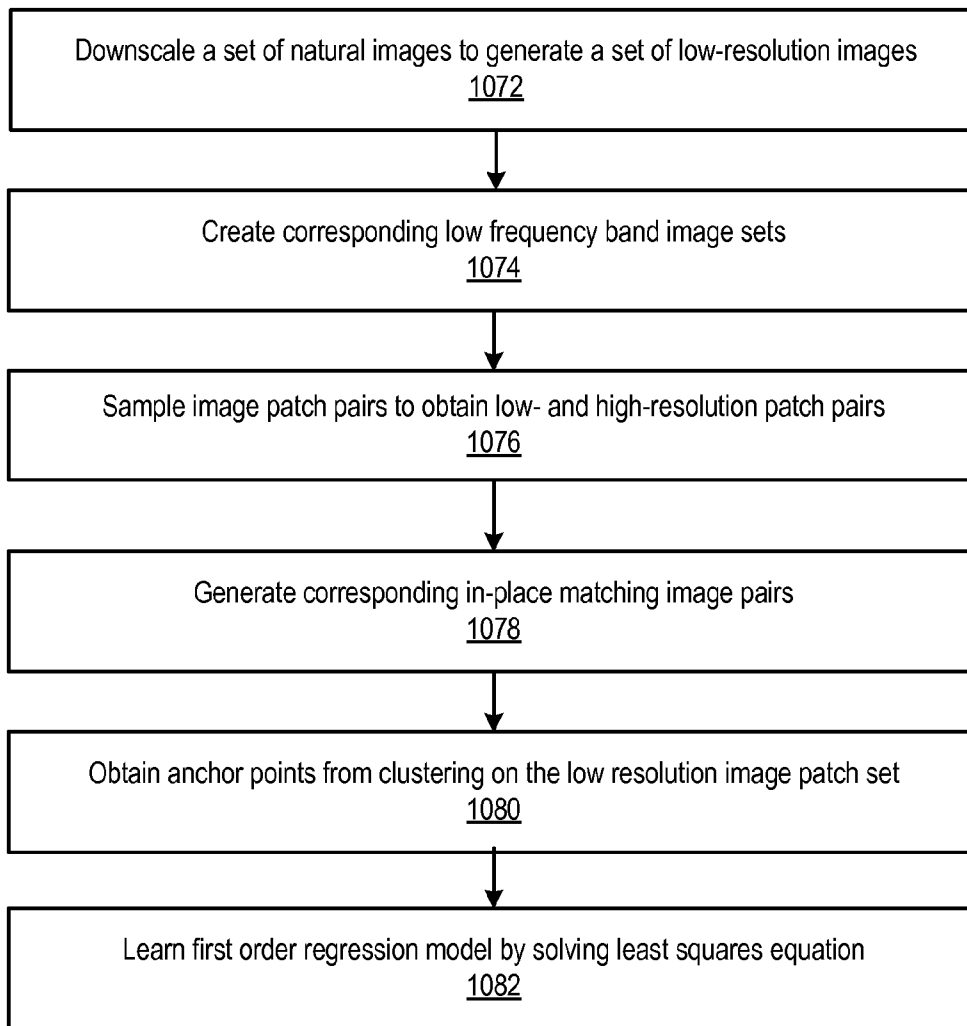 Downscale a set of natural images to generate a set of low-resolution images
1072
Create corresponding low frequency band image sets
1074
Sample image patch pairs to obtain low- and high-resolution patch pairs
1076
Generate corresponding in-place matching image pairs
1078
Obtain anchor points from clustering on the low resolution image patch set
1080
Learn first order regression model by solving least squares equation
1082